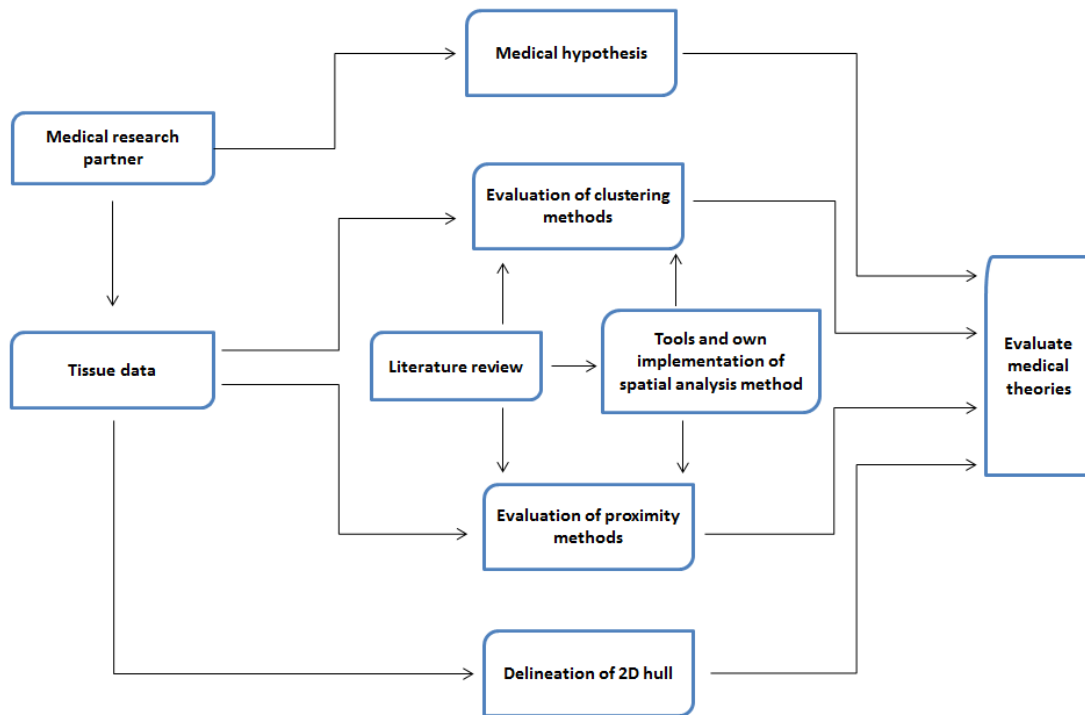 Medical hypothesis
Medical research
partner
Evaluation of clustering
methods
Tissue data
Literature review
Tools and own
implementation of
spatial analysis method
Evaluate
medical
theories
Evaluation of proximity
methods
Delineation of 2D hull